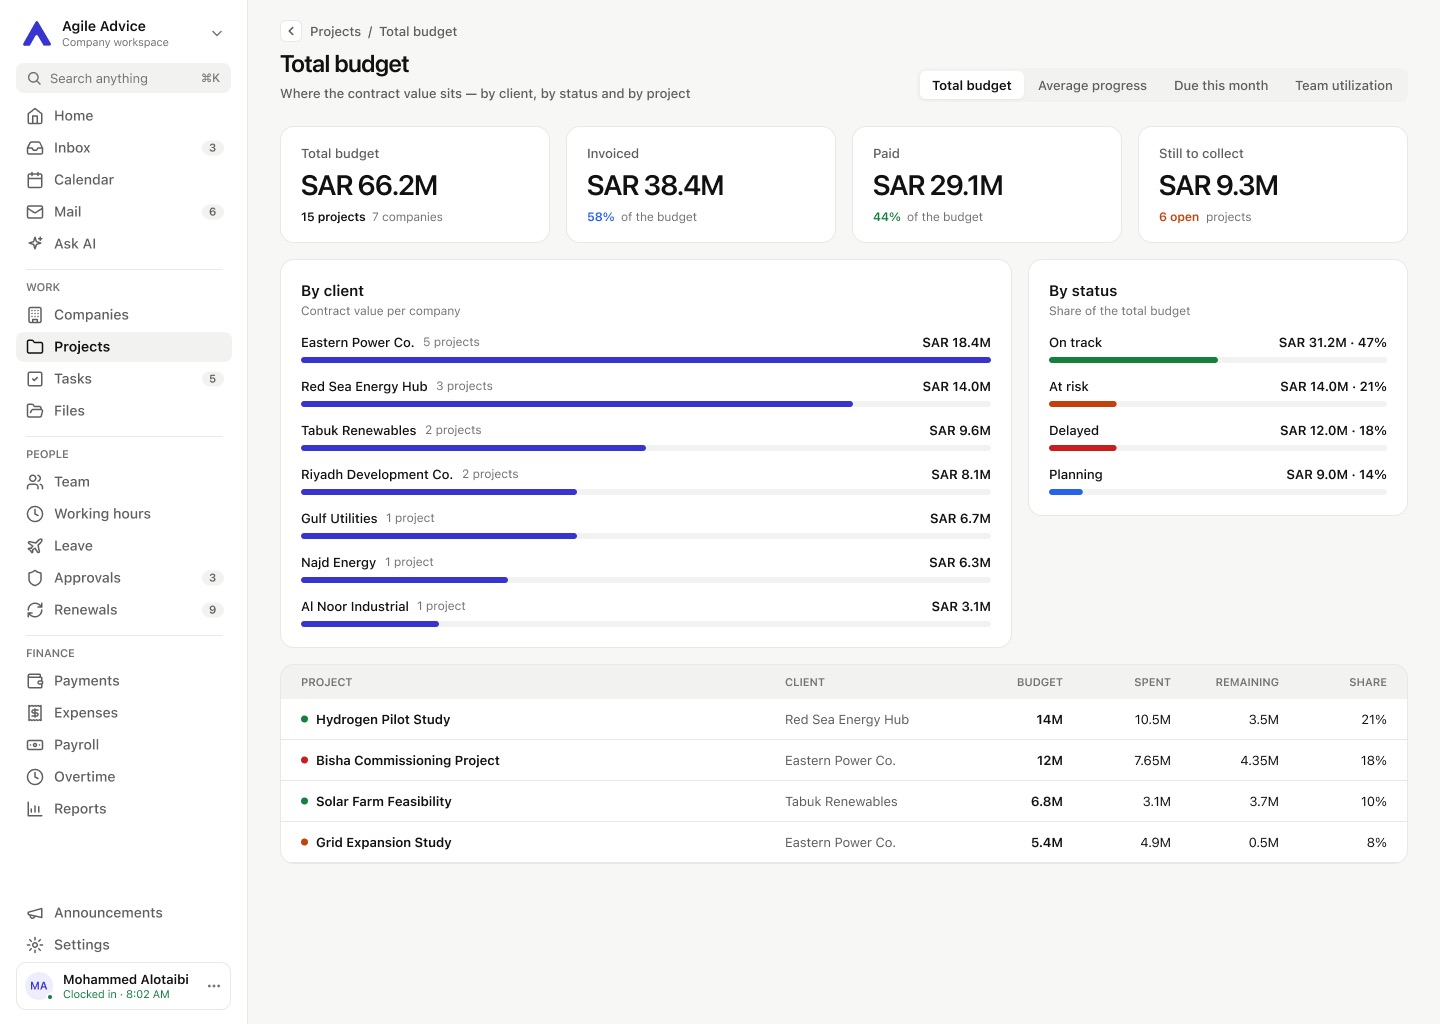 Agile Advice
Company workspace
Search anything ⌘K
Home
Inbox 3
Calendar
Mail 6
Ask AI
WORK
Companies
Projects
Tasks 5
Files
PEOPLE
Team
Working hours
Leave
Approvals 3
Renewals 9
FINANCE
Payments
Expenses
Payroll
Overtime
Reports
Announcements
Settings
MA
Mohammed Alotaibi
Clocked in · 8:02 AM
Projects / Total budget
Total budget
Where the contract value sits — by client, by status and by project
Total budget Average progress Due this month Team utilization
Total budget
SAR 66.2M
15 projects 7 companies
Invoiced
SAR 38.4M
58% of the budget
Paid
SAR 29.1M
44% of the budget
Still to collect
SAR 9.3M
6 open projects
By client
Contract value per company
Eastern Power Co. 5 projects SAR 18.4M
Red Sea Energy Hub 3 projects SAR 14.0M
Tabuk Renewables 2 projects SAR 9.6M
Riyadh Development Co. 2 projects SAR 8.1M
Gulf Utilities 1 project SAR 6.7M
Najd Energy 1 project SAR 6.3M
Al Noor Industrial 1 project SAR 3.1M
By status
Share of the total budget
On track SAR 31.2M · 47%
At risk SAR 14.0M · 21%
Delayed SAR 12.0M · 18%
Planning SAR 9.0M · 14%
PROJECT CLIENT BUDGET SPENT REMAINING SHARE
Hydrogen Pilot Study Red Sea Energy Hub 14M 10.5M 3.5M 21%
Bisha Commissioning Project Eastern Power Co. 12M 7.65M 4.35M 18%
Solar Farm Feasibility Tabuk Renewables 6.8M 3.1M 3.7M 10%
Grid Expansion Study Eastern Power Co. 5.4M 4.9M 0.5M 8%